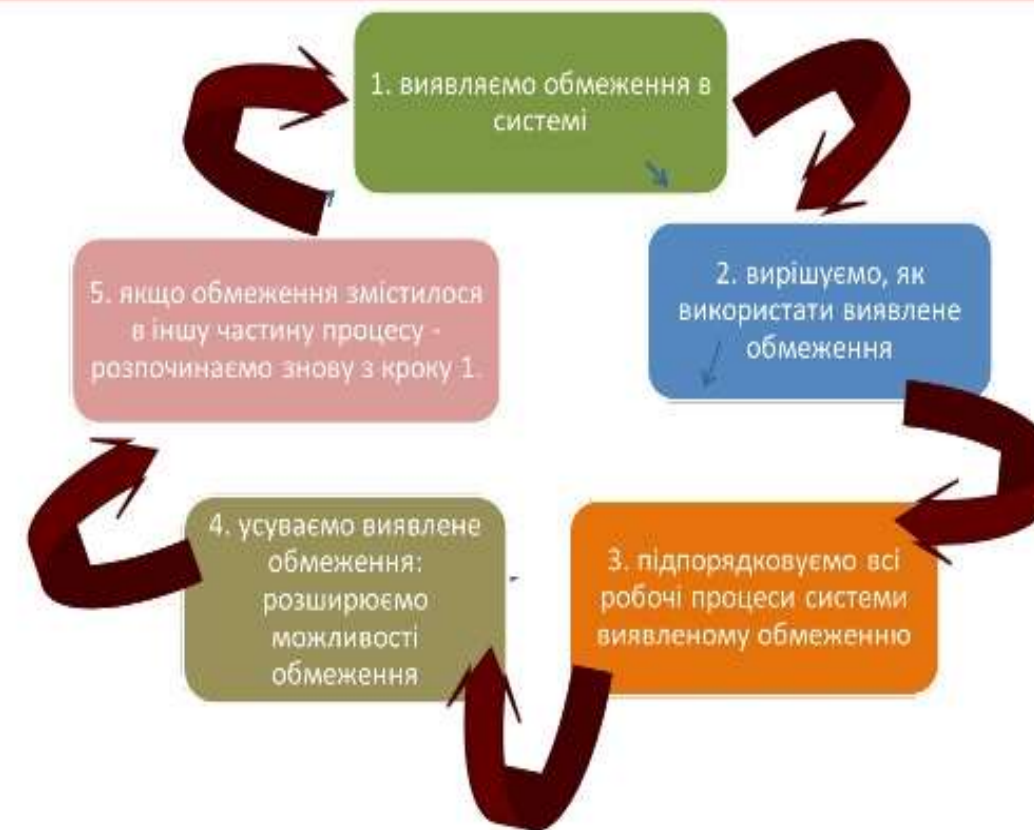 1. виявляємо обмеження в
системі
2. вирішуємо, як
використати виявлене
обмеження
3. підпорядковуємо всі
робочі процеси системи
виявленому обмеженню
4. усуваємо виявлене
обмеження:
розширюємо
можливості
обмеження
5. якщо обмеження змістилося
в іншу частину процесу -
розпочинаємо знову з кроку 1.